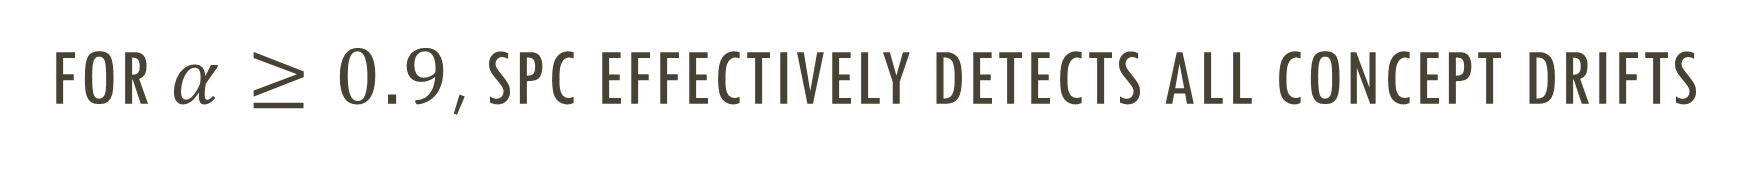 FOR α ≥ 0.9, SPC EFFECTIVELY DETECTS ALL CONCEPT DRIFTS